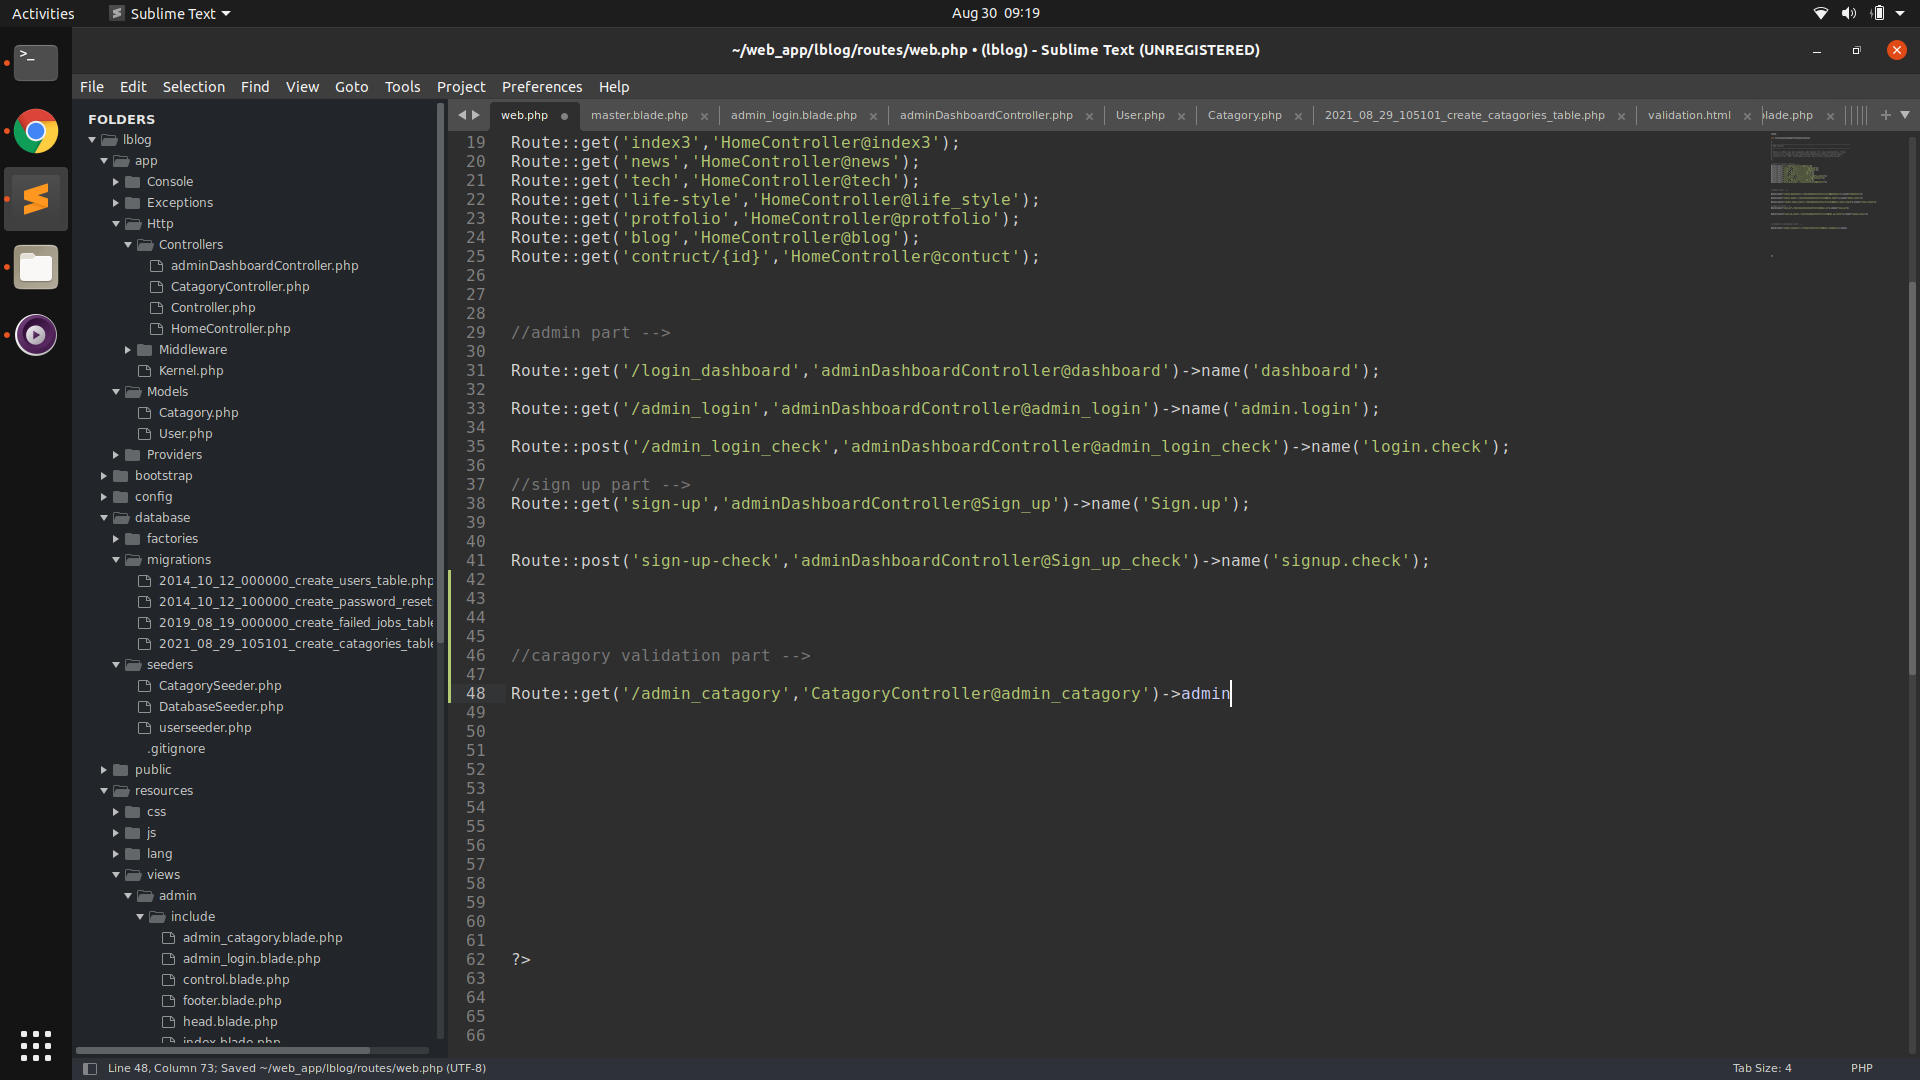 Activities
Sublime Text
Aug 30 09:19
~/web_app/lblog/routes/web.php • (lblog) - Sublime Text (UNREGISTERED)
File Edit Selection Find View Goto Tools Project Preferences Help
FOLDERS
lblog
app
Console
Exceptions
Http
Controllers
adminDashboardController.php
CatagoryController.php
Controller.php
HomeController.php
Middleware
Kernel.php
Models
Catagory.php
User.php
Providers
bootstrap
config
database
factories
migrations
2014_10_12_000000_create_users_table.php
2014_10_12_100000_create_password_reset
2019_08_19_000000_create_failed_jobs_table
2021_08_29_105101_create_catagories_table
seeders
CatagorySeeder.php
DatabaseSeeder.php
userseeder.php
.gitignore
public
resources
css
js
lang
views
admin
include
admin_catagory.blade.php
admin_login.blade.php
control.blade.php
footer.blade.php
head.blade.php
index.blade.php
web.php master.blade.php admin_login.blade.php adminDashboardController.php User.php Catagory.php 2021_08_29_105101_create_catagories_table.php validation.html lade.php
19 Route::get('index3','HomeController@index3');
20 Route::get('news','HomeController@news');
21 Route::get('tech','HomeController@tech');
22 Route::get('life-style','HomeController@life_style');
23 Route::get('protfolio','HomeController@protfolio');
24 Route::get('blog','HomeController@blog');
25 Route::get('contruct/{id}','HomeController@contuct');
26
27
28
29 //admin part -->
30
31 Route::get('/login_dashboard','adminDashboardController@dashboard')->name('dashboard');
32
33 Route::get('/admin_login','adminDashboardController@admin_login')->name('admin.login');
34
35 Route::post('/admin_login_check','adminDashboardController@admin_login_check')->name('login.check');
36
37 //sign up part -->
38 Route::get('sign-up','adminDashboardController@Sign_up')->name('Sign.up');
39
40
41 Route::post('sign-up-check','adminDashboardController@Sign_up_check')->name('signup.check');
42
43
44
45
46 //caragory validation part -->
47
48 Route::get('/admin_catagory','CatagoryController@admin_catagory')->admin
49
50
51
52
53
54
55
56
57
58
59
60
61
62 ?>
63
64
65
66
Line 48, Column 73; Saved ~/web_app/lblog/routes/web.php (UTF-8)
Tab Size: 4
PHP